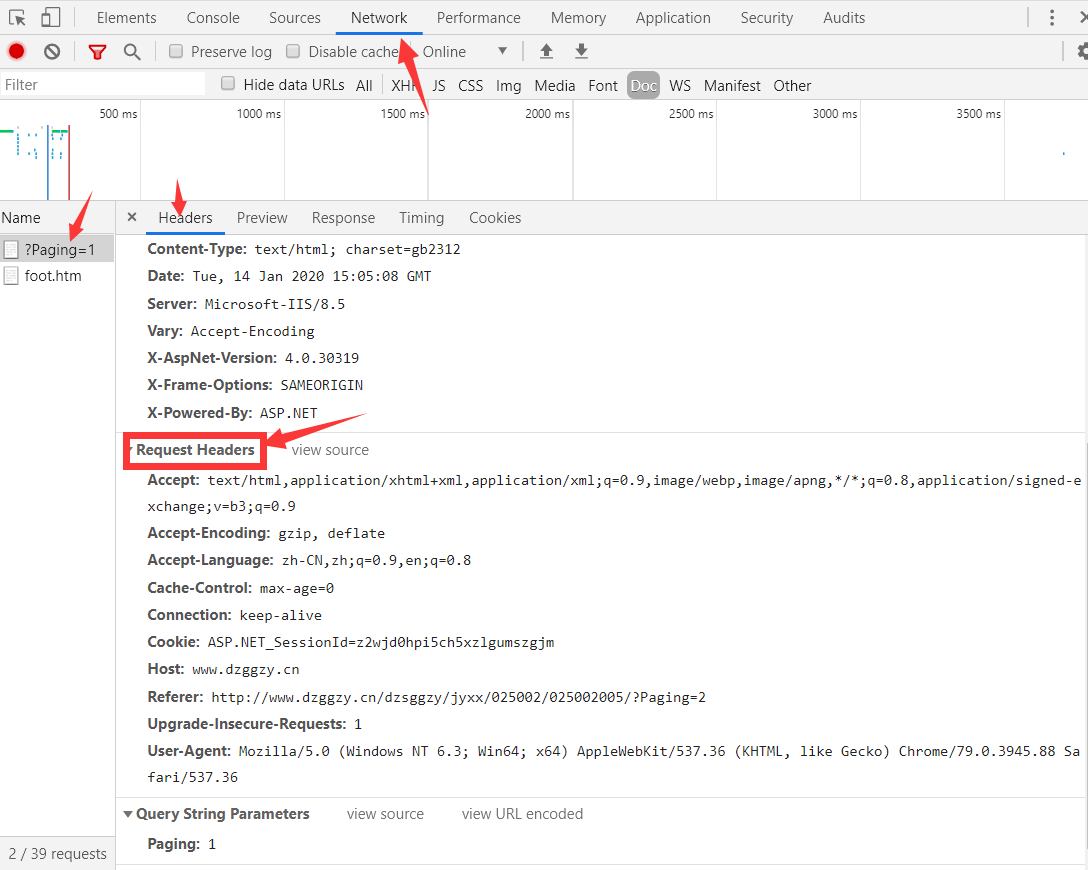 Elements Console Sources Network Performance Memory Application Security Audits
Preserve log Disable cache Online
Filter Hide data URLs All XHR JS CSS Img Media Font Doc WS Manifest Other
500 ms 1000 ms 1500 ms 2000 ms 2500 ms 3000 ms 3500 ms
Name × Headers Preview Response Timing Cookies
?Paging=1
foot.htm
Content-Type: text/html; charset=gb2312
Date: Tue, 14 Jan 2020 15:05:08 GMT
Server: Microsoft-IIS/8.5
Vary: Accept-Encoding
X-AspNet-Version: 4.0.30319
X-Frame-Options: SAMEORIGIN
X-Powered-By: ASP.NET
Request Headers view source
Accept: text/html,application/xhtml+xml,application/xml;q=0.9,image/webp,image/apng,*/*;q=0.8,application/signed-e
xchange;v=b3;q=0.9
Accept-Encoding: gzip, deflate
Accept-Language: zh-CN,zh;q=0.9,en;q=0.8
Cache-Control: max-age=0
Connection: keep-alive
Cookie: ASP.NET_SessionId=z2wjd0hpi5ch5xzlgumszgjm
Host: www.dzggzy.cn
Referer: http://www.dzggzy.cn/dzsggzy/jyxx/025002/025002005/?Paging=2
Upgrade-Insecure-Requests: 1
User-Agent: Mozilla/5.0 (Windows NT 6.3; Win64; x64) AppleWebKit/537.36 (KHTML, like Gecko) Chrome/79.0.3945.88 Sa
fari/537.36
Query String Parameters view source view URL encoded
Paging: 1
2 / 39 requests